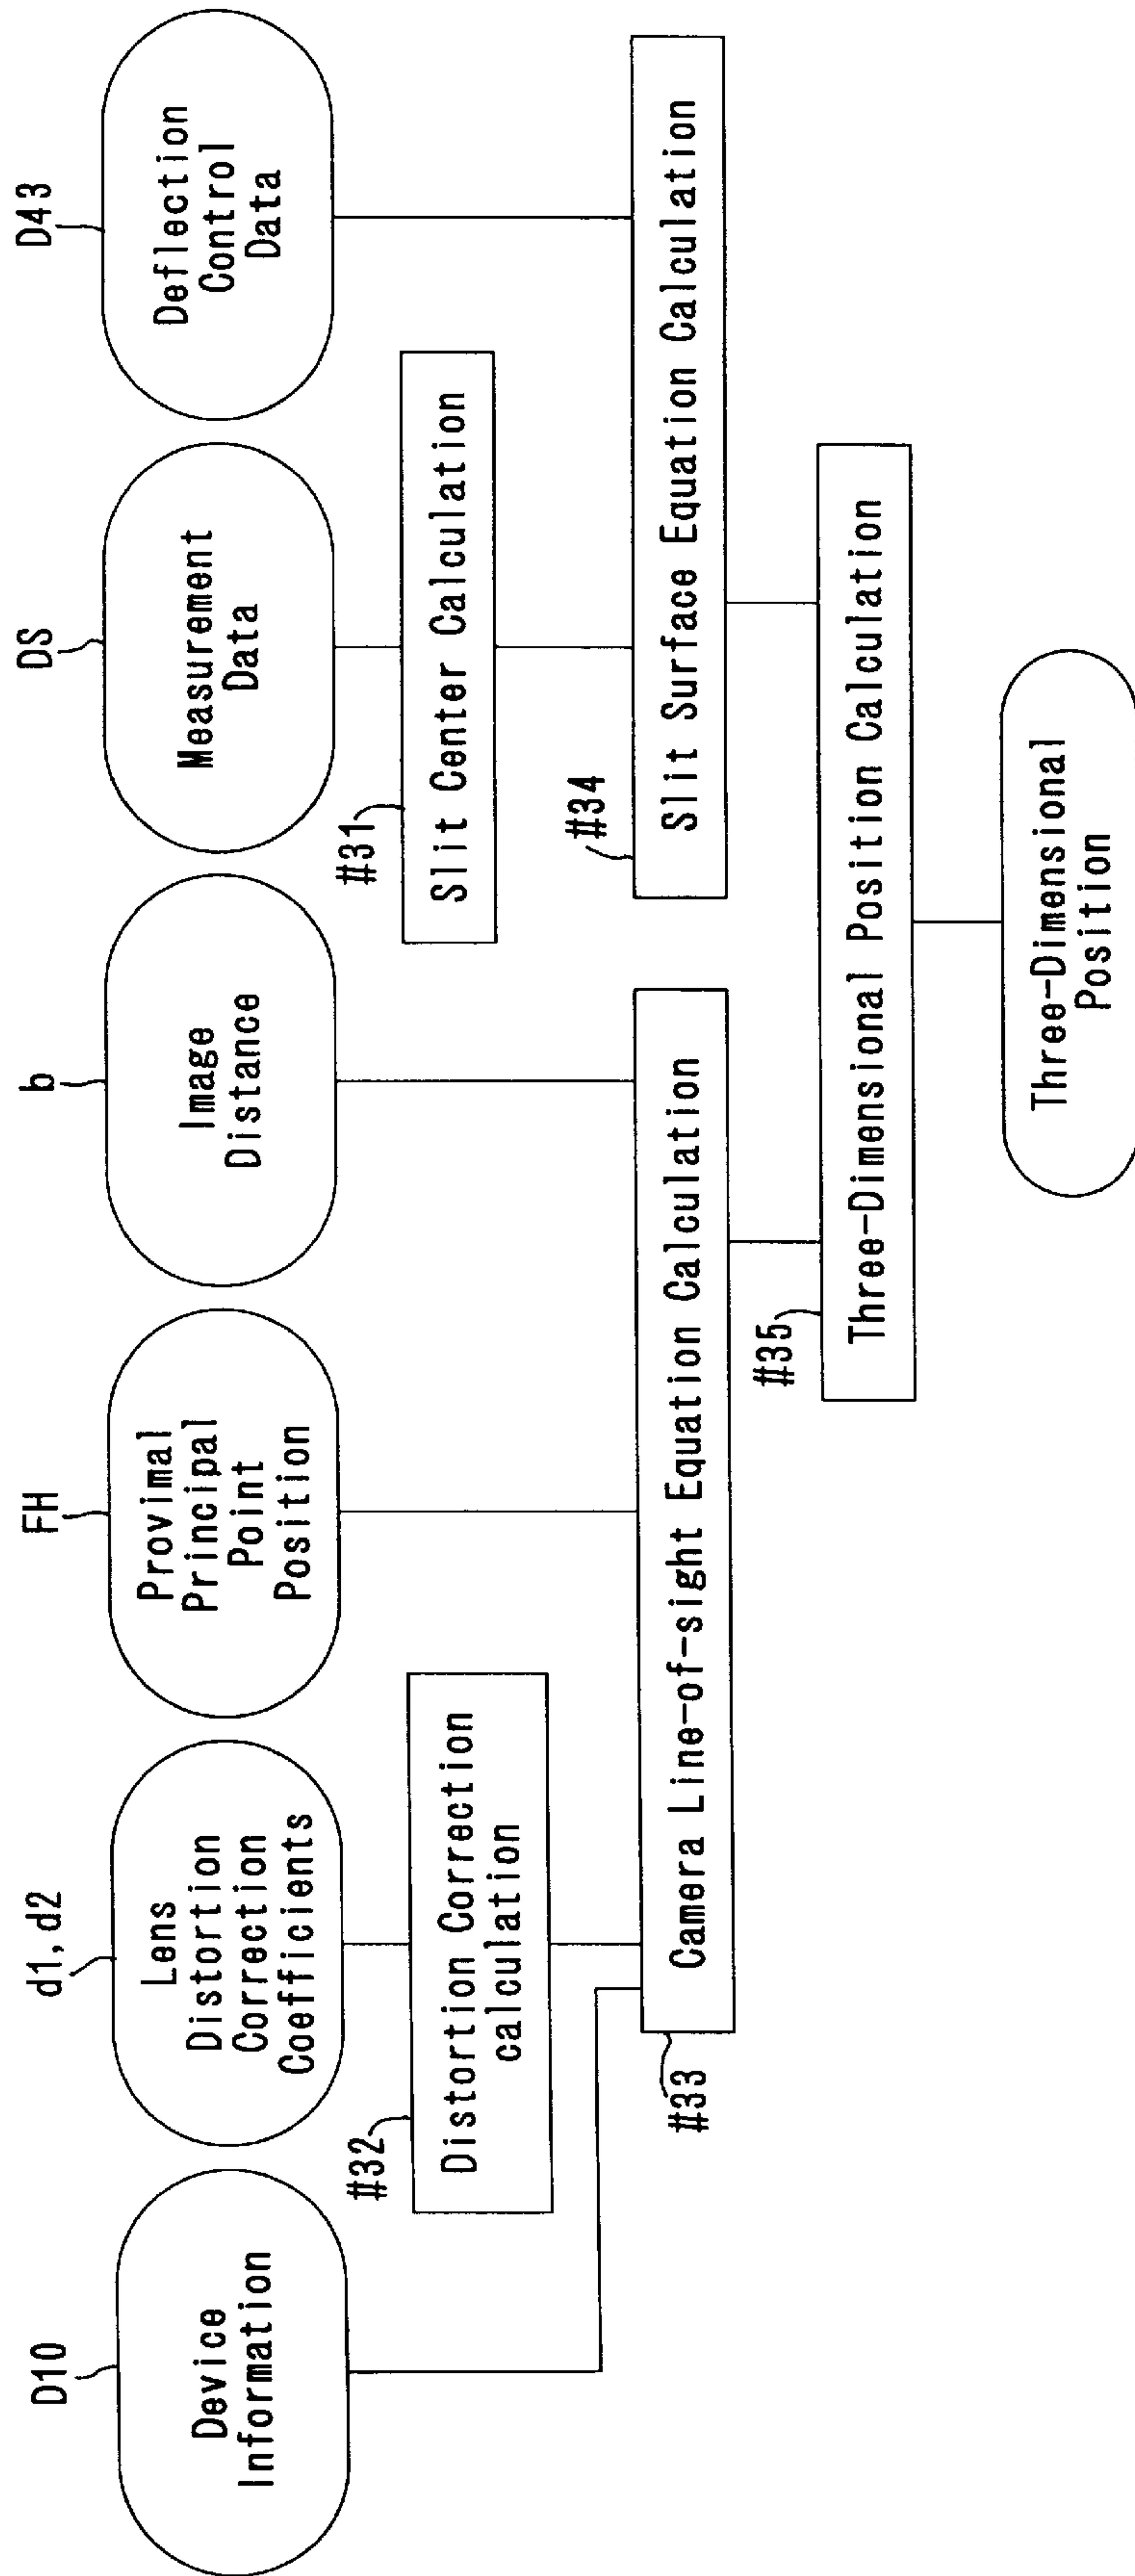 D10
Device
Information
d1, d2
Lens
Distortion
Correction
Coefficients
FH
Provimal
Principal
Point
Position
b
Image
Distance
DS
Measurement
Data
D43
Deflection
Control
Data
#32
Distortion Correction
calculation
#31
Slit Center Calculation
#33
Camera Line-of-sight Equation Calculation
#34
Slit Surface Equation Calculation
#35
Three-Dimensional Position Calculation
Three-Dimensional
Position